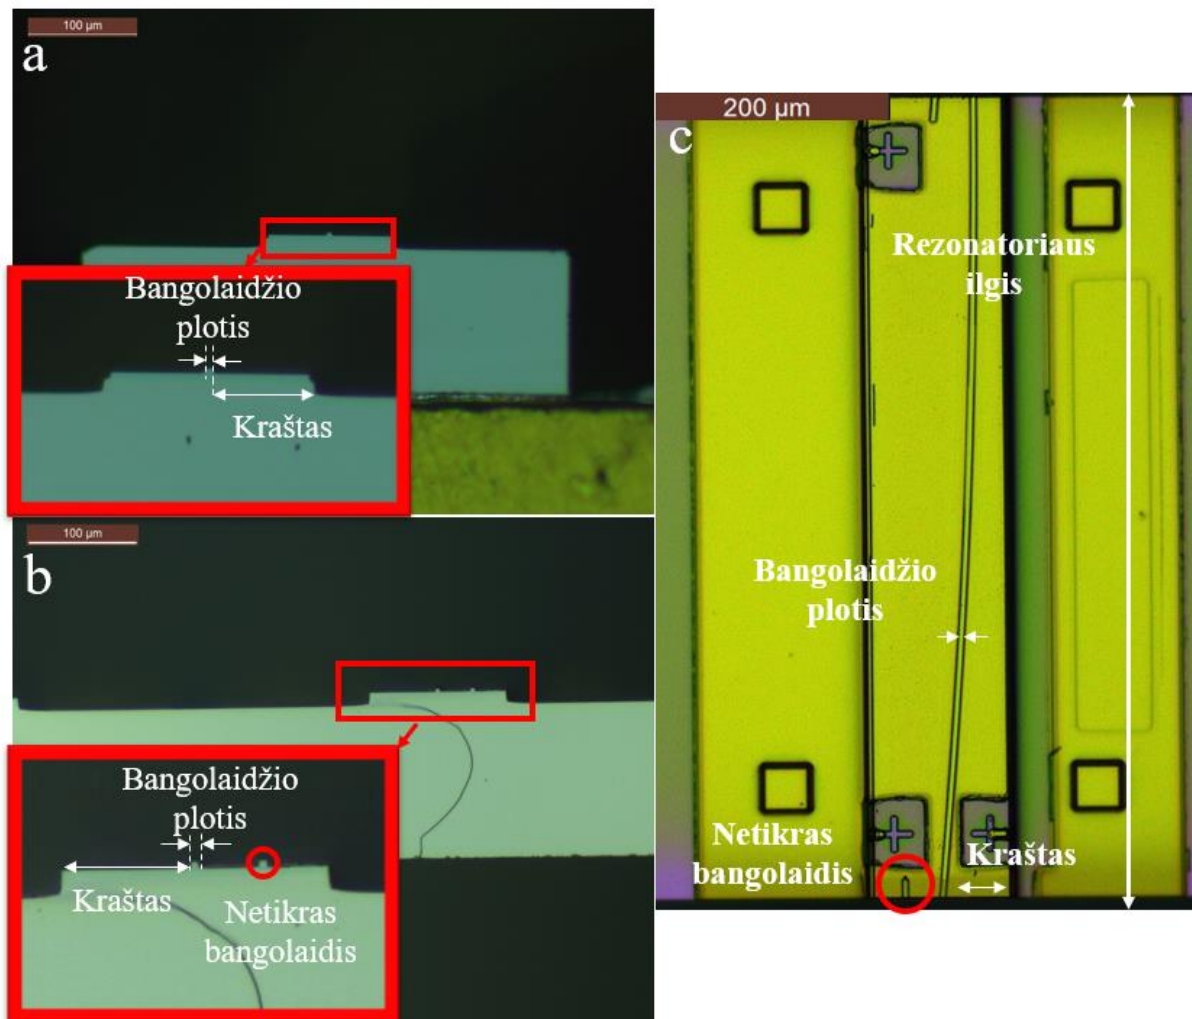 100 µm
a
Bangolaidžio
plotis
Kraštas
100 µm
b
Bangolaidžio
plotis
Kraštas
Netikras
bangolaidis
200 µm
c
Rezonatoriaus
ilgis
Bangolaidžio
plotis
Netikras
bangolaidis
Kraštas